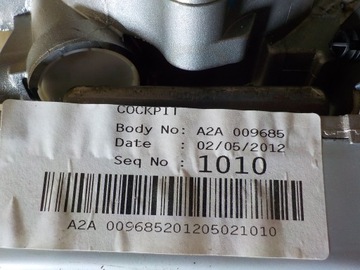 COCKPIT
Body No: A2A 009685
Date : 02/05/2012
Seq No : 1010
A2A 009685201205021010